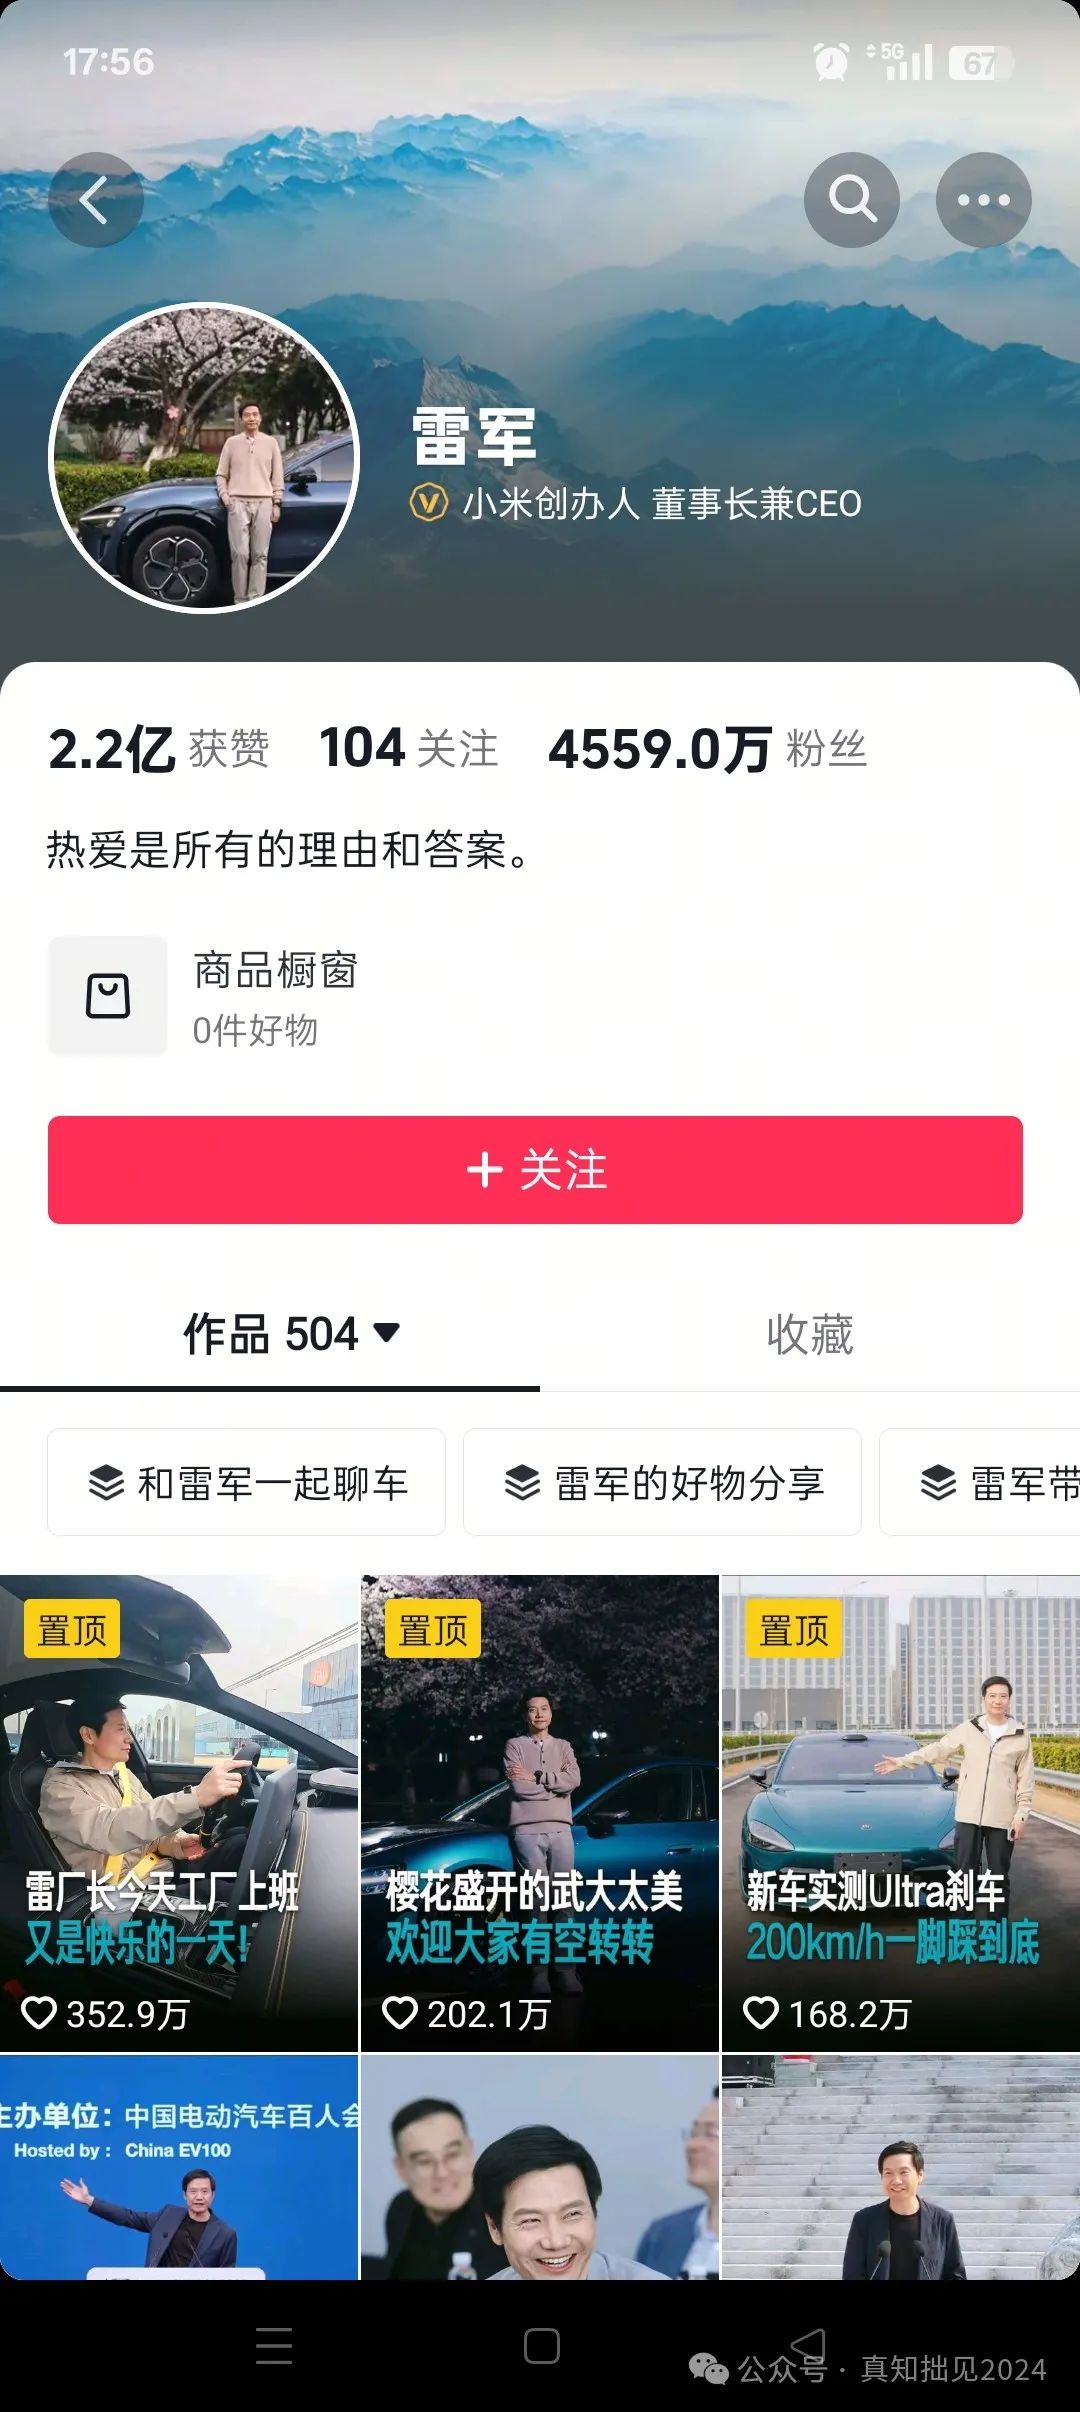 17:56
5G
67
雷军
小米创办人 董事长兼CEO
2.2亿 获赞 104 关注 4559.0万 粉丝
热爱是所有的理由和答案。
商品橱窗
0件好物
+ 关注
作品 504
收藏
和雷军一起聊车
雷军的好物分享
雷军带
置顶
雷厂长今天工厂上班
又是快乐的一天!
352.9万
置顶
樱花盛开的武大太美
欢迎大家有空转转
202.1万
置顶
新车实测Ultra刹车
200km/h一脚踩到底
168.2万
主办单位：中国电动汽车百人会
Hosted by： China EV100
公众号 · 真知拙见2024